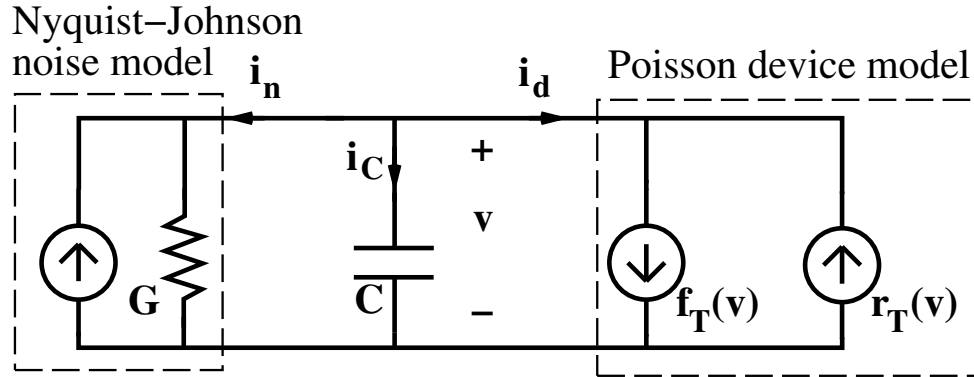 Nyquist–Johnson
noise model
Poisson device model
i_n
i_d
i_C
+
v
–
G
C
f_T(v)
r_T(v)